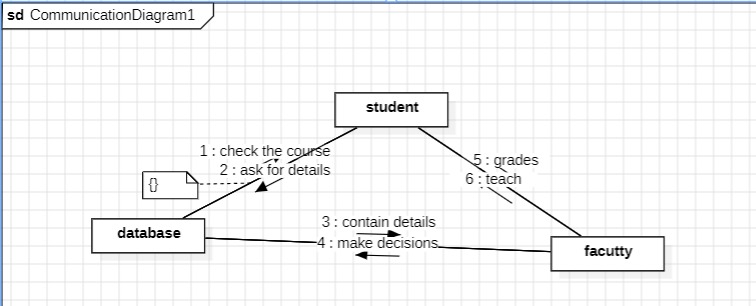 sd CommunicationDiagram1
student
1 : check the course
2 : ask for details
5 : grades
6 : teach
{}
database
3 : contain details
4 : make decisions
facutty